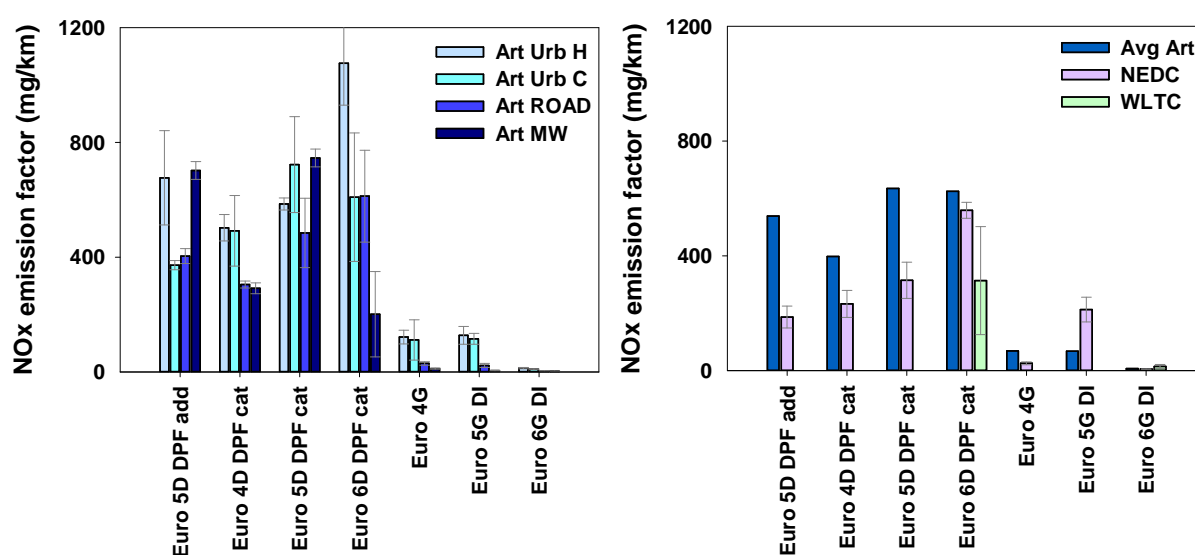 NOx emission factor (mg/km)
1200
800
400
0
Art Urb H
Art Urb C
Art ROAD
Art MW
Euro 5D DPF add
Euro 4D DPF cat
Euro 5D DPF cat
Euro 6D DPF cat
Euro 4G
Euro 5G DI
Euro 6G DI
NOx emission factor (mg/km)
1200
800
400
0
Avg Art
NEDC
WLTC
Euro 5D DPF add
Euro 4D DPF cat
Euro 5D DPF cat
Euro 6D DPF cat
Euro 4G
Euro 5G DI
Euro 6G DI